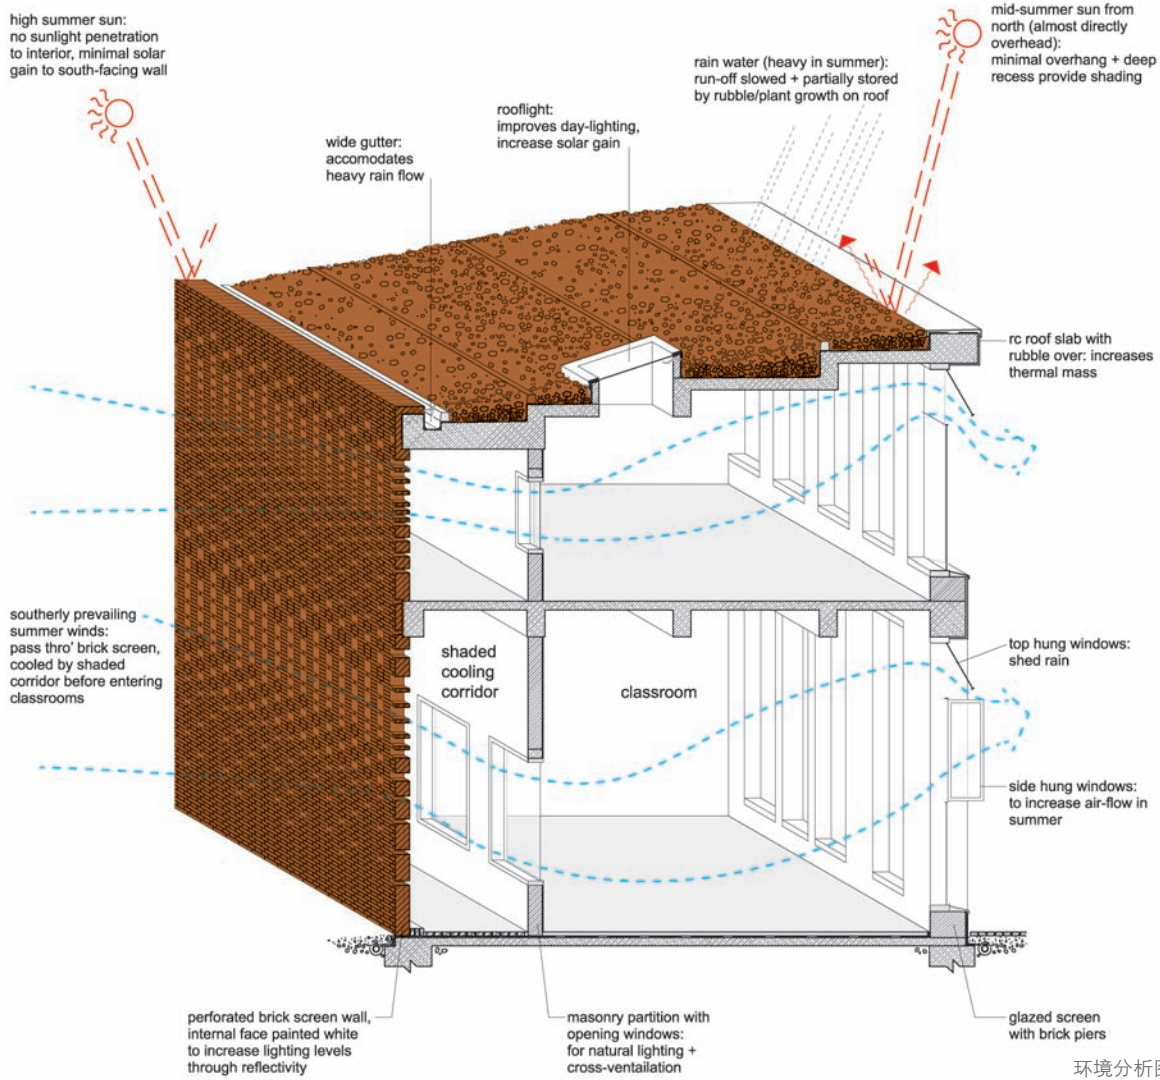 high summer sun:
no sunlight penetration
to interior, minimal solar
gain to south-facing wall
mid-summer sun from
north (almost directly
overhead):
minimal overhang + deep
recess provide shading
rain water (heavy in summer):
run-off slowed + partially stored
by rubble/plant growth on roof
rooflight:
improves day-lighting,
increase solar gain
wide gutter:
accomodates
heavy rain flow
rc roof slab with
rubble over: increases
thermal mass
southerly prevailing
summer winds:
pass thro' brick screen,
cooled by shaded
corridor before entering
classrooms
shaded
cooling
corridor
classroom
top hung windows:
shed rain
side hung windows:
to increase air-flow in
summer
perforated brick screen wall,
internal face painted white
to increase lighting levels
through reflectivity
masonry partition with
opening windows:
for natural lighting +
cross-ventailation
glazed screen
with brick piers
环境分析图